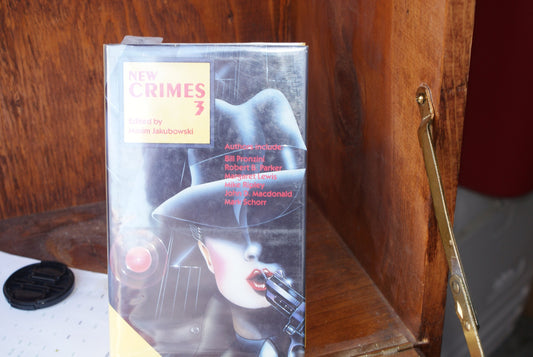 NEW
CRIMES
3
Edited by
Maxim Jakubowski
Authors include
Bill Pronzini
Robert B. Parker
Margaret Lewis
Mike Ripley
John D. Macdonald
Mark Schorr